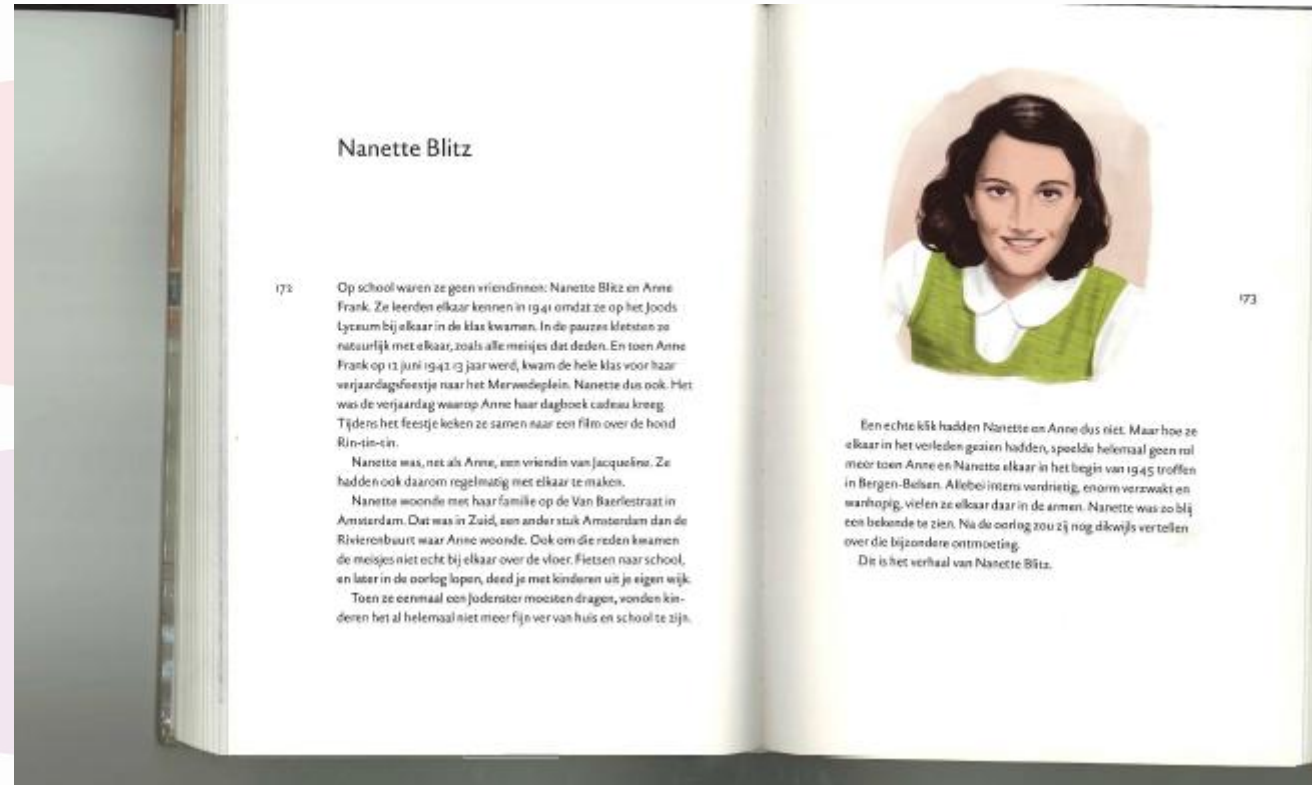 Nanette Blitz
172
Op school waren ze geen vriendinnen: Nanette Blitz en Anne
Frank. Ze leerden elkaar kennen in 1941 omdat ze op het Joods
Lyceum bij elkaar in de klas kwamen. In de pauzes kletsten ze
natuurlijk met elkaar, zoals alle meisjes dat deden. En toen Anne
Frank op 12 juni 1942 13 jaar werd, kwam de hele klas voor haar
verjaardagsfeestje naar het Merwedeplein. Nanette dus ook. Het
was de verjaardag waarop Anne haar dagboek cadeau kreeg.
Tijdens het feestje keken ze samen naar een film over de hond
Rin-tin-tin.
Nanette was, net als Anne, een vriendin van Jacqueline. Ze
hadden ook daarom regelmatig met elkaar te maken.
Nanette woonde met haar familie op de Van Baerlestraat in
Amsterdam. Dat was in Zuid, een ander stuk Amsterdam dan de
Rivierenbuurt waar Anne woonde. Ook om die reden kwamen
de meisjes niet echt bij elkaar over de vloer. Fietsen naar school,
en later in de oorlog lopen, deed je met kinderen uit je eigen wijk.
Toen ze eenmaal een Jodenster moesten dragen, vonden kin-
deren het al helemaal niet meer fijn ver van huis en school te zijn.
173
Een echte klik hadden Nanette en Anne dus niet. Maar hoe ze
elkaar in het verleden gezien hadden, speelde helemaal geen rol
meer toen Anne en Nanette elkaar in het begin van 1945 troffen
in Bergen-Belsen. Allebei intens verdrietig, enorm verzwakt en
wanhopig, vielen ze elkaar daar in de armen. Nanette was zo blij
een bekende te zien. Na de oorlog zou zij nog dikwijls vertellen
over die bijzondere ontmoeting.
Dit is het verhaal van Nanette Blitz.